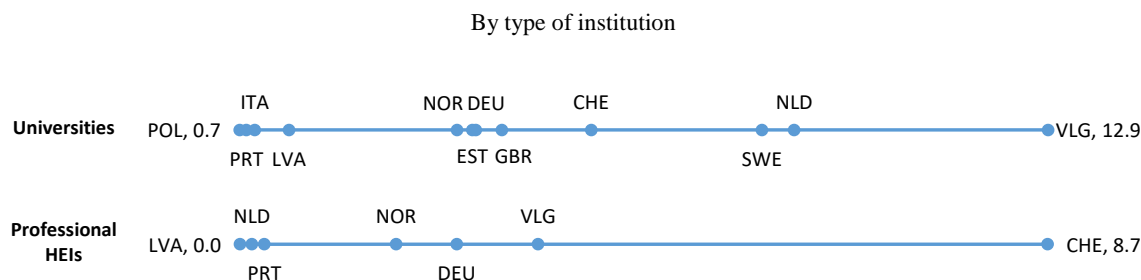 By type of institution
ITA NOR DEU CHE NLD
Universities POL, 0.7 VLG, 12.9
PRT LVA EST GBR SWE
NLD NOR VLG
Professional HEIs LVA, 0.0 CHE, 8.7
PRT DEU